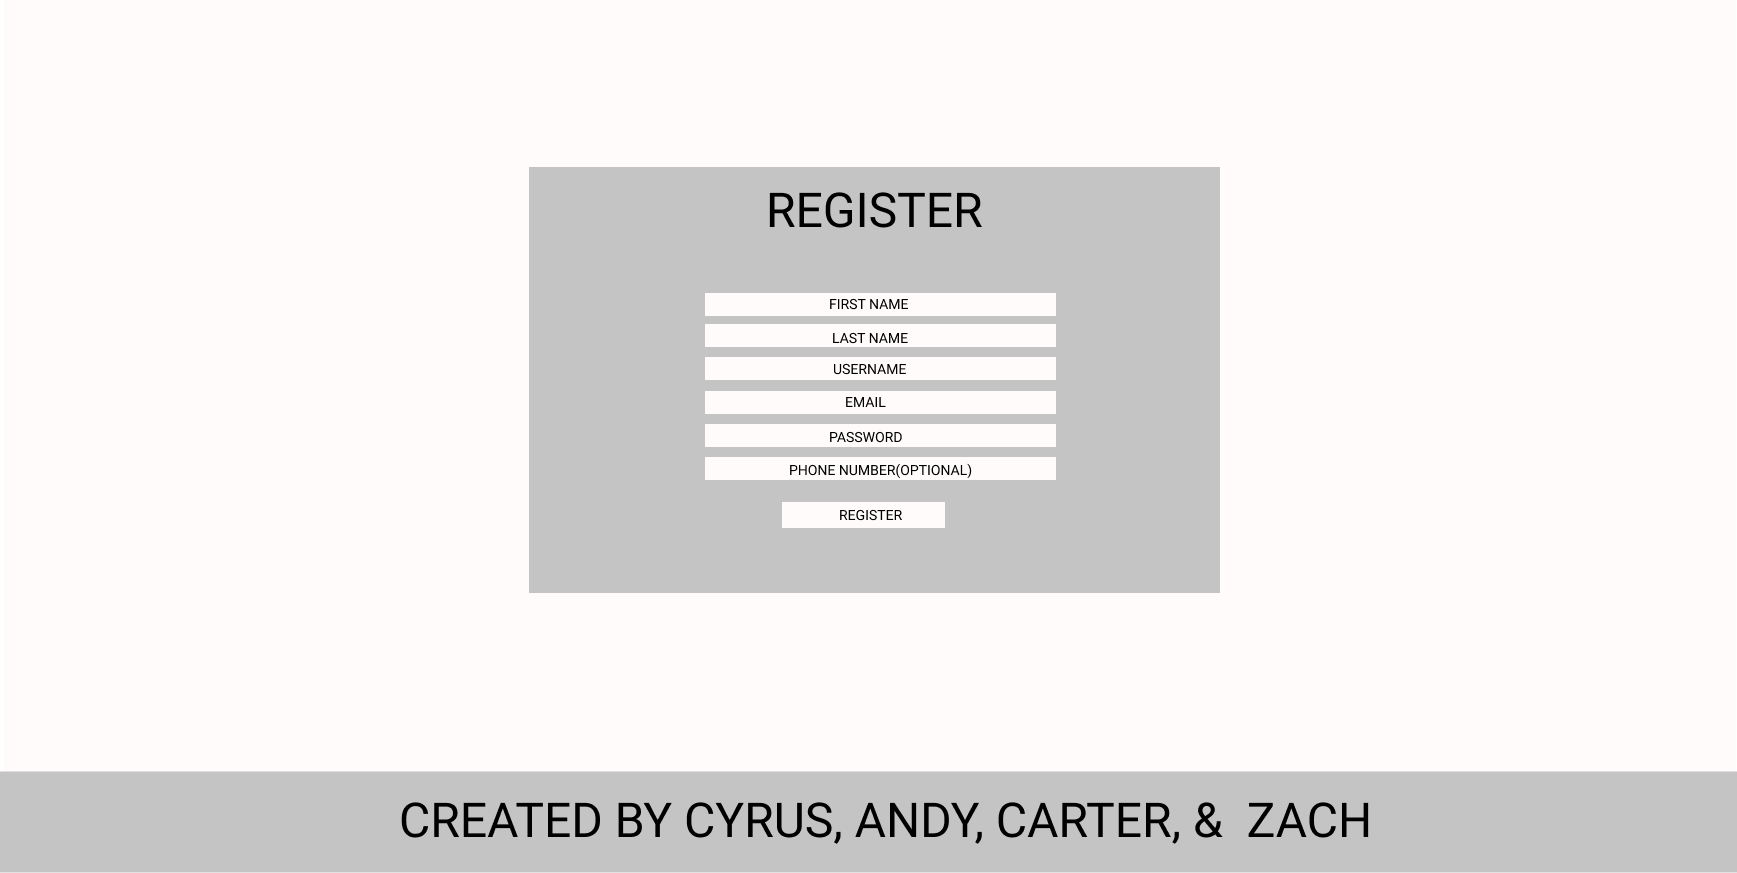 REGISTER
FIRST NAME
LAST NAME
USERNAME
EMAIL
PASSWORD
PHONE NUMBER(OPTIONAL)
REGISTER
CREATED BY CYRUS, ANDY, CARTER, &  ZACH